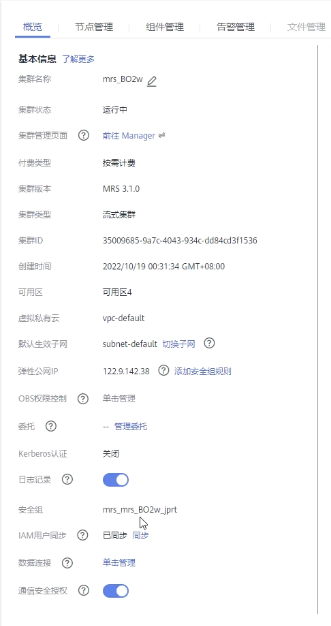 概览 节点管理 组件管理 告警管理 文件管理
基本信息 了解更多
集群名称 mrs_BO2w
集群状态 运行中
集群管理页面 前往 Manager
付费类型 按需计费
集群版本 MRS 3.1.0
集群类型 流式集群
集群ID 35009685-9a7c-4043-934c-dd84cd3f1536
创建时间 2022/10/19 00:31:34 GMT+08:00
可用区 可用区4
虚拟私有云 vpc-default
默认生效子网 subnet-default 切换子网
弹性公网IP 122.9.142.38 添加安全组规则
OBS权限控制 单击管理
委托 -- 管理委托
Kerberos认证 关闭
日志记录
安全组 mrs_mrs_BO2w_jprt
IAM用户同步 已同步 同步
数据连接 单击管理
通信安全授权